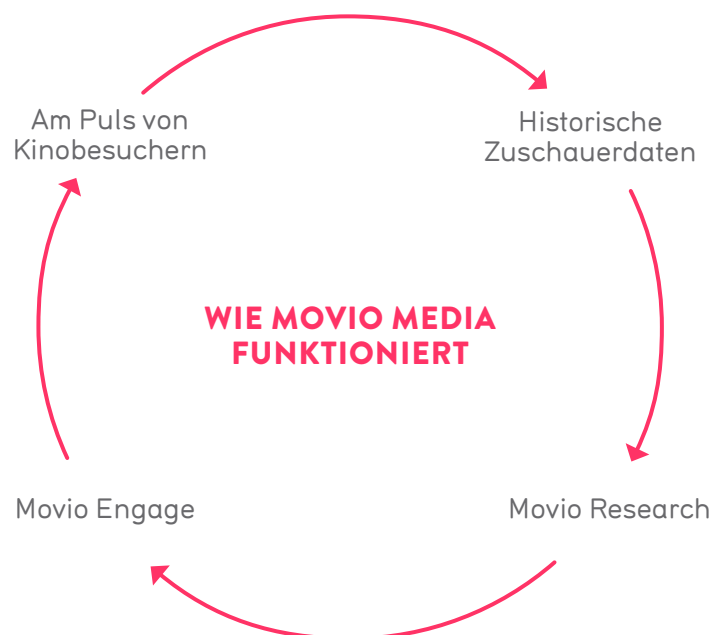 Am Puls von
Kinobesuchern
Historische
Zuschauerdaten
WIE MOVIO MEDIA
FUNKTIONIERT
Movio Engage
Movio Research